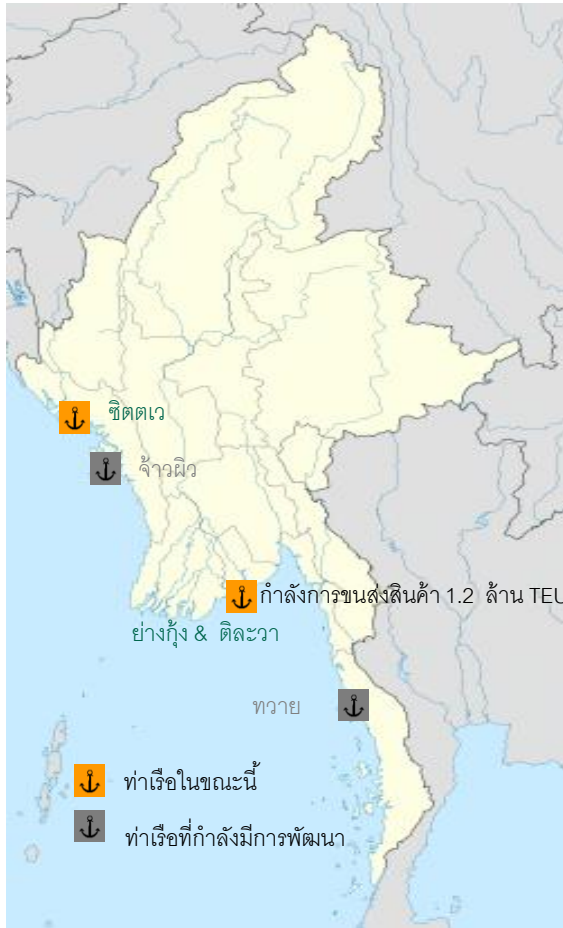 ซิตตเว
จ้าวผิว
กำลังการขนส่งสินค้า 1.2 ล้าน TEU
ย่างกุ้ง & ติละวา
ทวาย
ท่าเรือในขณะนี้
ท่าเรือที่กำลังมีการพัฒนา